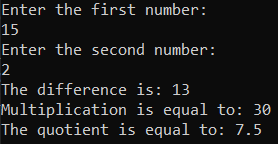 Enter the first number:
15
Enter the second number:
2
The difference is: 13
Multiplication is equal to: 30
The quotient is equal to: 7.5